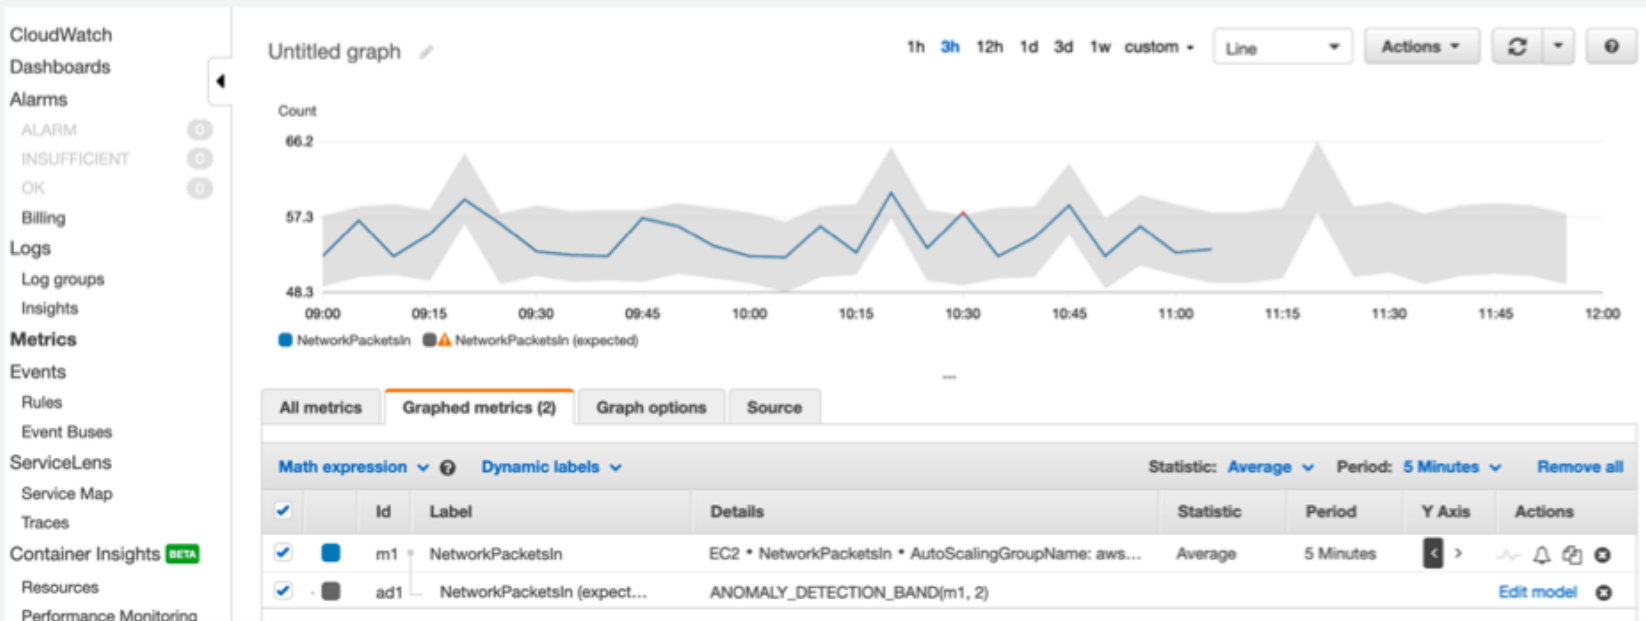 CloudWatch
Dashboards
Alarms
ALARM 0
INSUFFICIENT 0
OK 0
Billing
Logs
Log groups
Insights
Metrics
Events
Rules
Event Buses
ServiceLens
Service Map
Traces
Container Insights BETA
Resources
Performance Monitoring
Untitled graph
1h 3h 12h 1d 3d 1w custom Line Actions
Count
66.2
57.3
48.3
09:00 09:15 09:30 09:45 10:00 10:15 10:30 10:45 11:00 11:15 11:30 11:45 12:00
NetworkPacketsIn NetworkPacketsIn (expected)
All metrics Graphed metrics (2) Graph options Source
Math expression Dynamic labels Statistic: Average Period: 5 Minutes Remove all
Id Label Details Statistic Period Y Axis Actions
m1 NetworkPacketsIn EC2 • NetworkPacketsIn • AutoScalingGroupName: aws... Average 5 Minutes < >
ad1 NetworkPacketsIn (expect... ANOMALY_DETECTION_BAND(m1, 2) Edit model